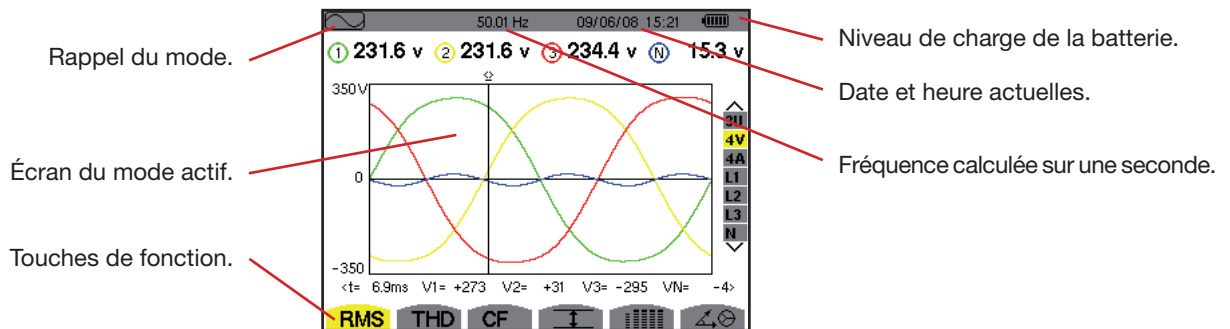 50.01 Hz 09/06/08 15:21
Niveau de charge de la batterie.
Rappel du mode.
1 231.6 v 2 231.6 v 3 234.4 v N 15.3 v
350 V
Date et heure actuelles.
3U
4V
4A
L1
L2
L3
N
Écran du mode actif.
0
Fréquence calculée sur une seconde.
Touches de fonction.
-350
<t= 6.9ms V1= +273 V2= +31 V3= -295 VN= -4>
RMS THD CF